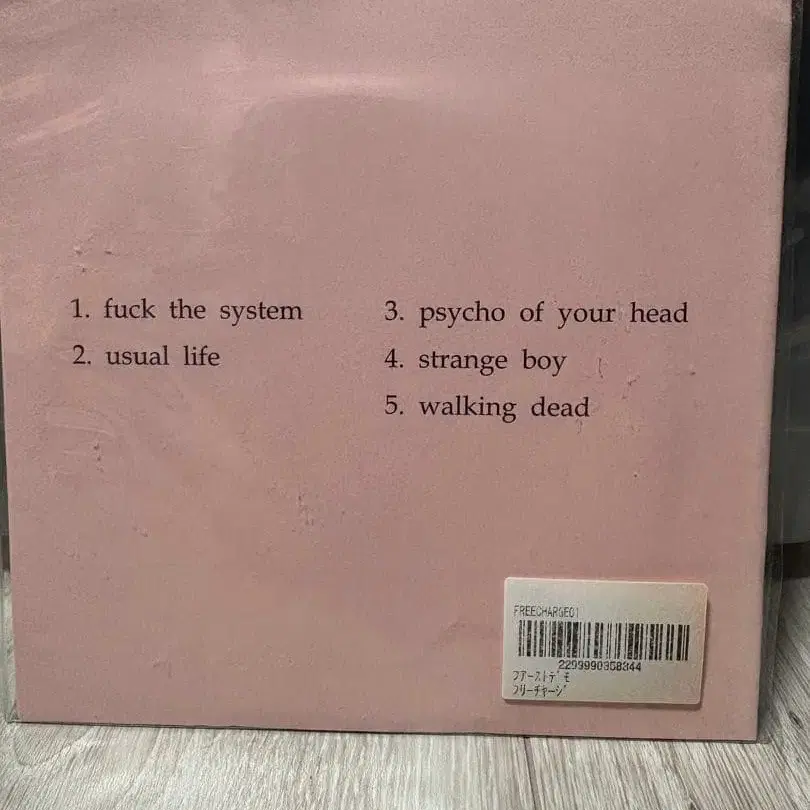 1. fuck the system
2. usual life
3. psycho of your head
4. strange boy
5. walking dead
FREECHARGE01
2299990358344
ﾌｱｰｽﾄﾃﾞﾓ
ﾌﾘｰﾁｬｰｼﾞ